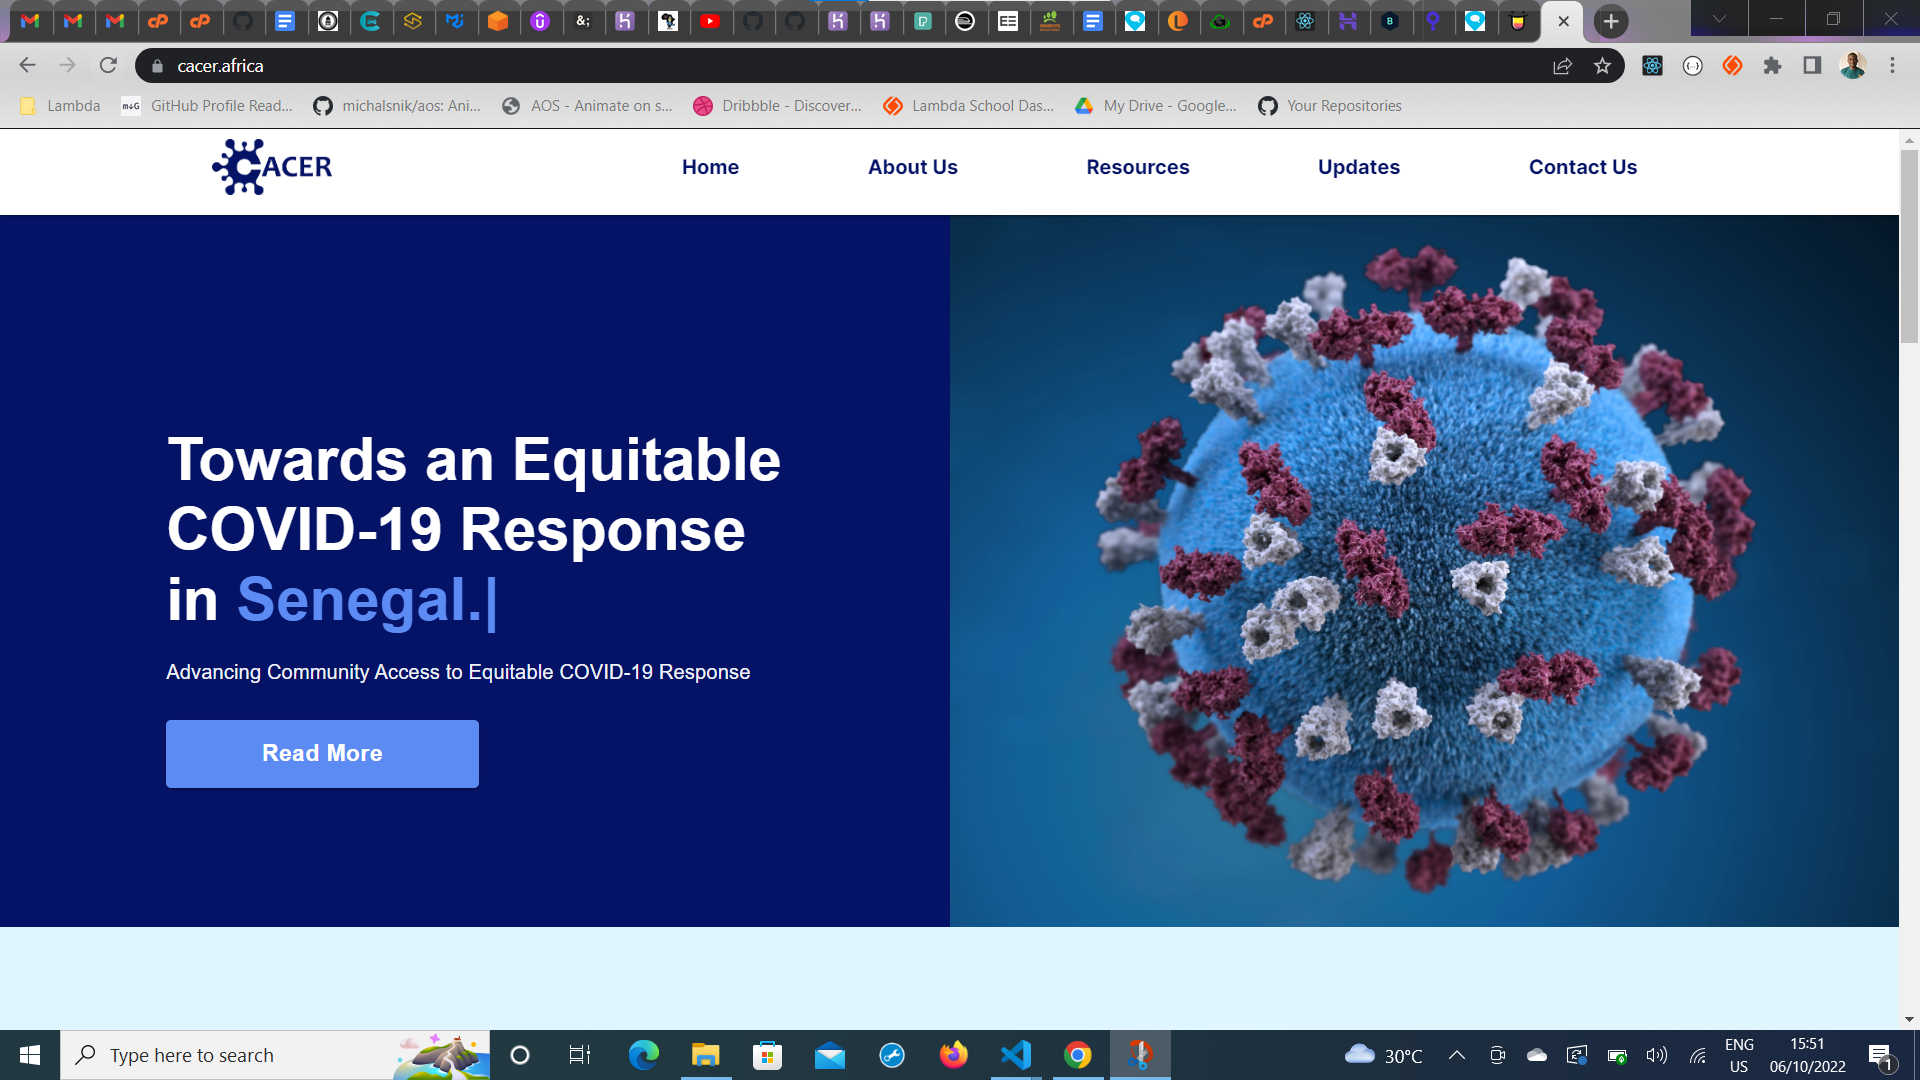 cacer.africa
Lambda
GitHub Profile Read...
michalsnik/aos: Ani...
AOS - Animate on s...
Dribbble - Discover...
Lambda School Das...
My Drive - Google...
Your Repositories
CACER
Home
About Us
Resources
Updates
Contact Us
Towards an Equitable
COVID-19 Response
in Senegal.|
Advancing Community Access to Equitable COVID-19 Response
Read More
Type here to search
30°C
ENG
US
15:51
06/10/2022
1